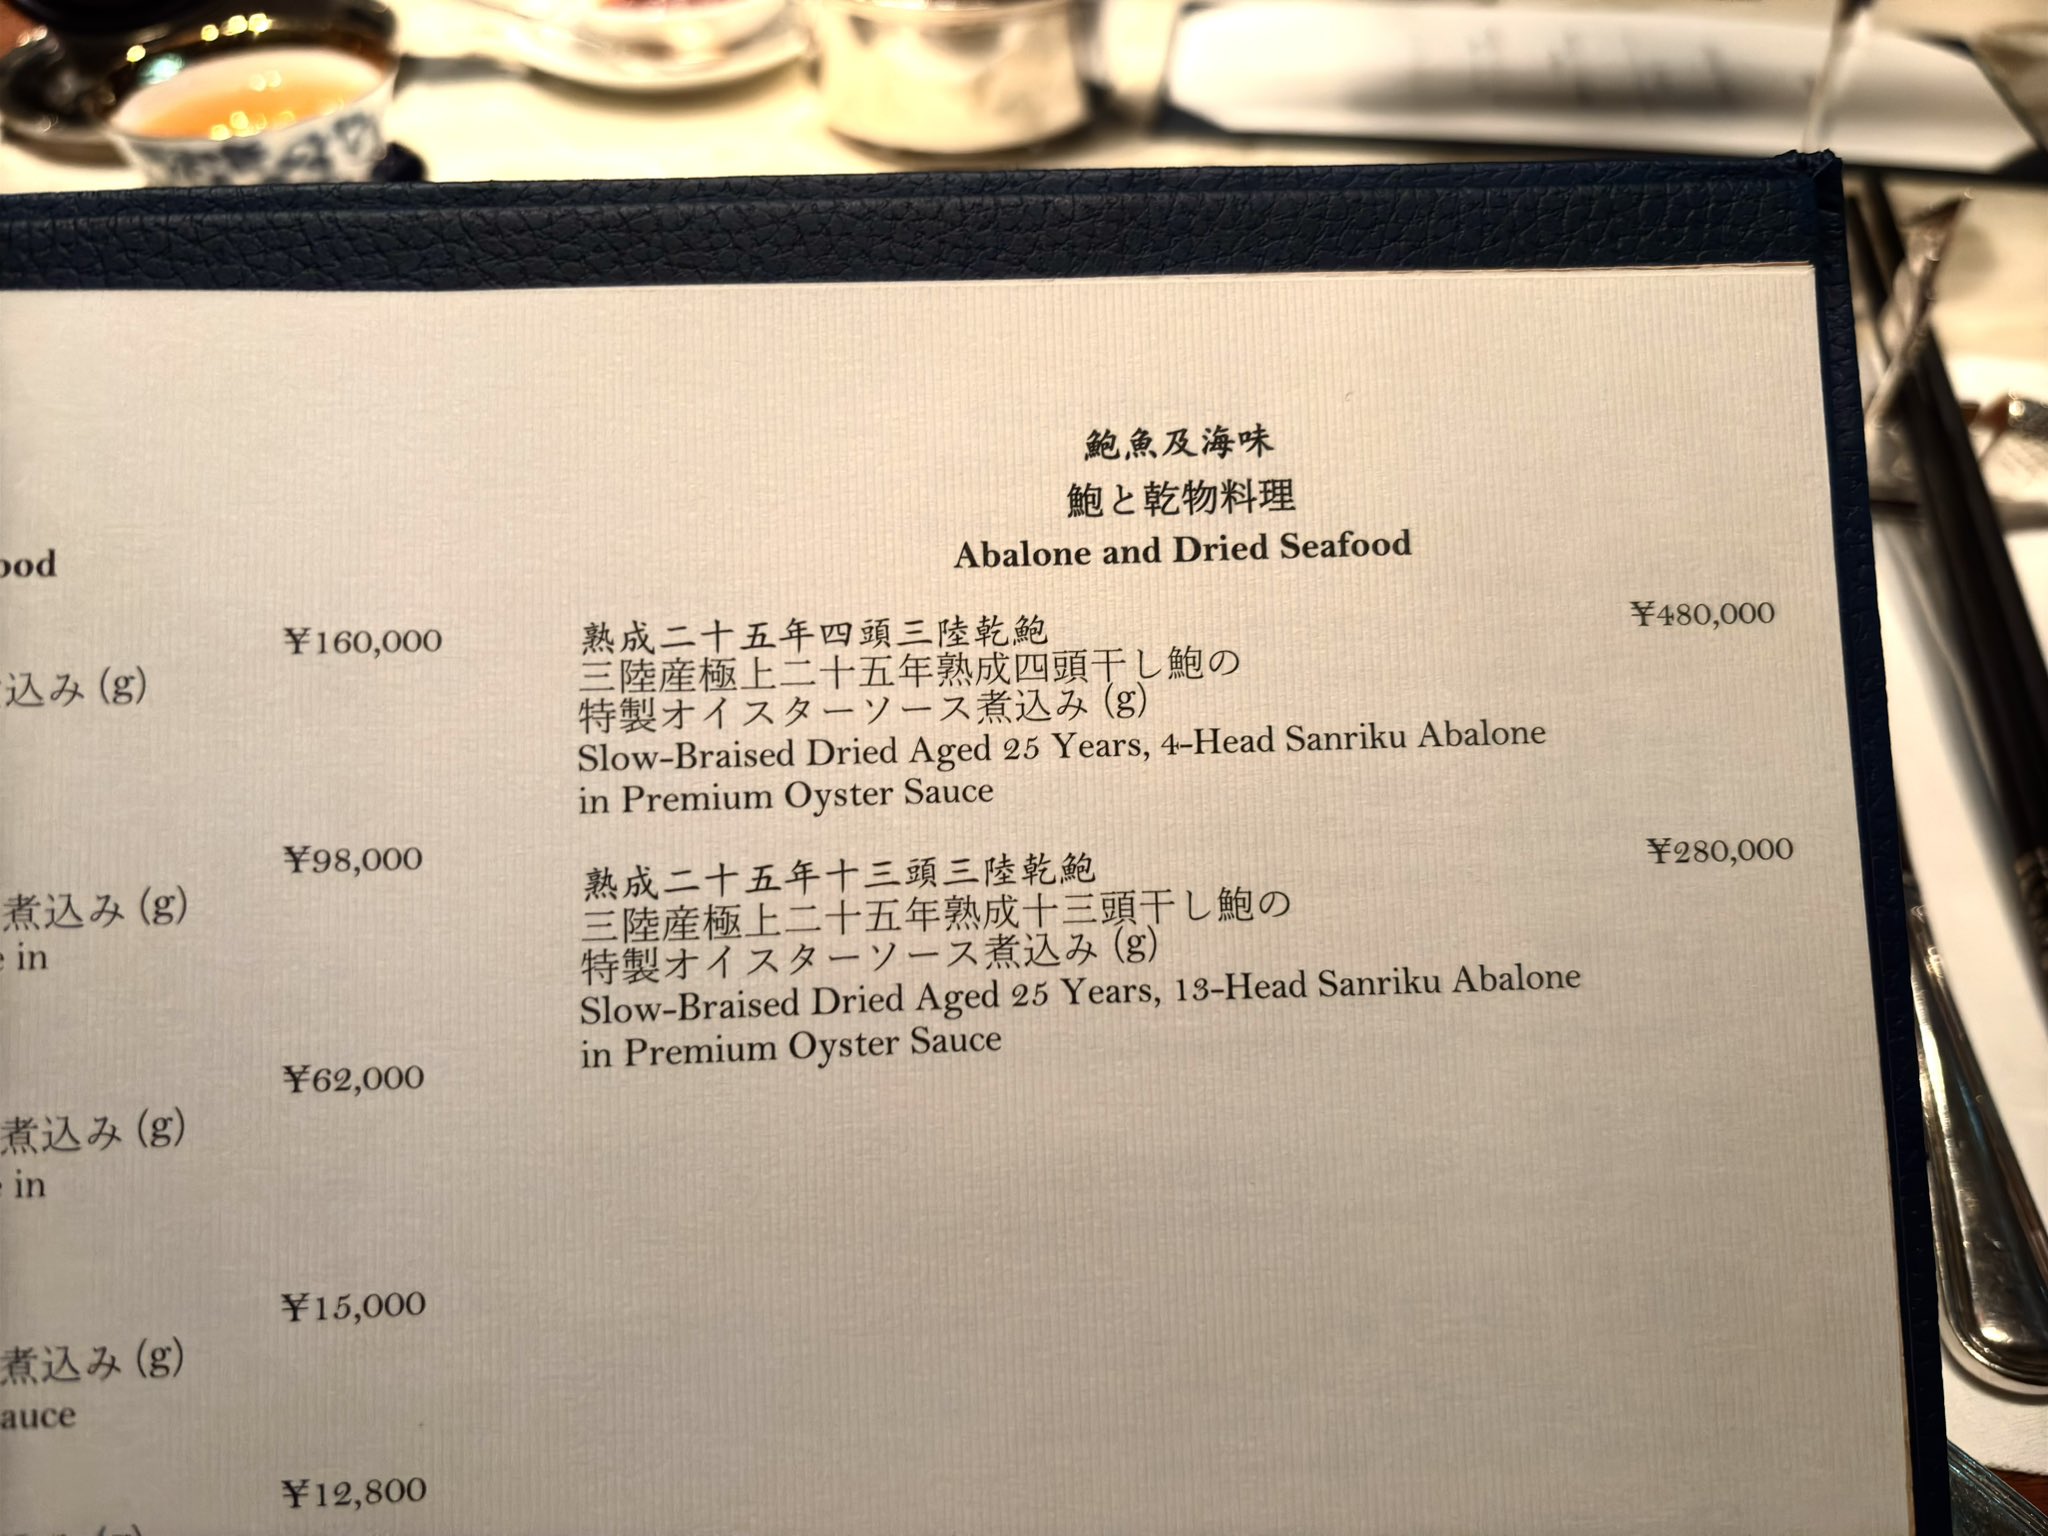 ood
¥160,000
込み (g)
¥98,000
煮込み (g)
in
¥62,000
煮込み (g)
in
¥15,000
煮込み (g)
auce
¥12,800
鮑魚及海味
鮑と乾物料理
Abalone and Dried Seafood
熟成二十五年四頭三陸乾鮑 ¥480,000
三陸産極上二十五年熟成四頭干し鮑の
特製オイスターソース煮込み (g)
Slow-Braised Dried Aged 25 Years, 4-Head Sanriku Abalone
in Premium Oyster Sauce
熟成二十五年十三頭三陸乾鮑 ¥280,000
三陸産極上二十五年熟成十三頭干し鮑の
特製オイスターソース煮込み (g)
Slow-Braised Dried Aged 25 Years, 13-Head Sanriku Abalone
in Premium Oyster Sauce